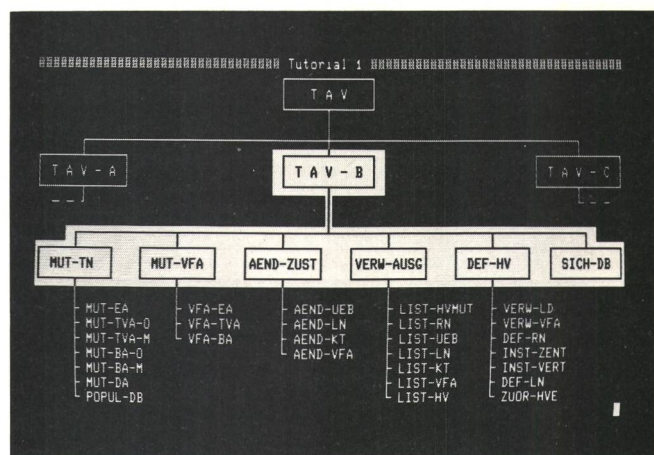 Tutorial 1
T A V
T A V - A
T A V - B
T A V - C
MUT-TN
MUT-VFA
AEND-ZUST
VERW-AUSG
DEF-HV
SICH-DB
MUT-EA
MUT-TVA-O
MUT-TVA-M
MUT-BA-O
MUT-BA-M
MUT-DA
POPUL-DB
VFA-EA
VFA-TVA
VFA-BA
AEND-UEB
AEND-LN
AEND-KT
AEND-VFA
LIST-HVMUT
LIST-RN
LIST-UEB
LIST-LN
LIST-KT
LIST-VFA
LIST-HV
VERW-LD
VERW-VFA
DEF-RN
INST-ZENT
INST-VERT
DEF-LN
ZUOR-HVE